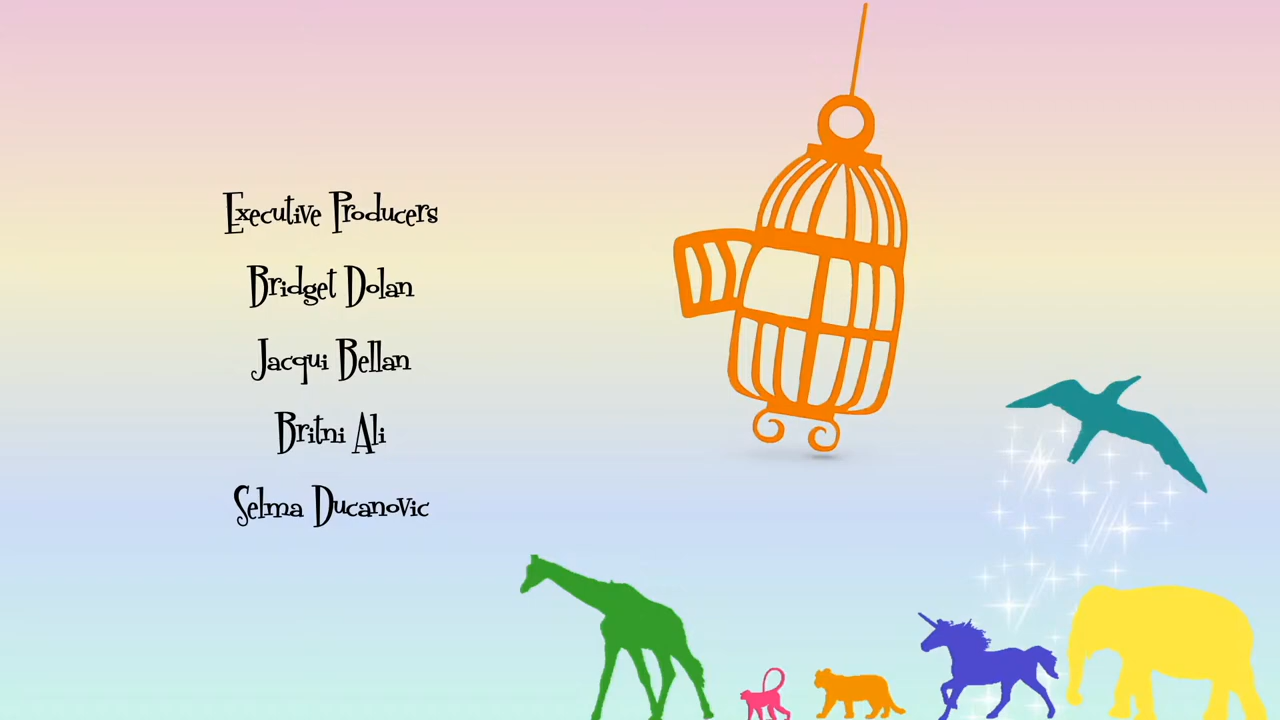 Executive Producers
Bridget Dolan
Jacqui Bellan
Britni Ali
Selma Ducanovic